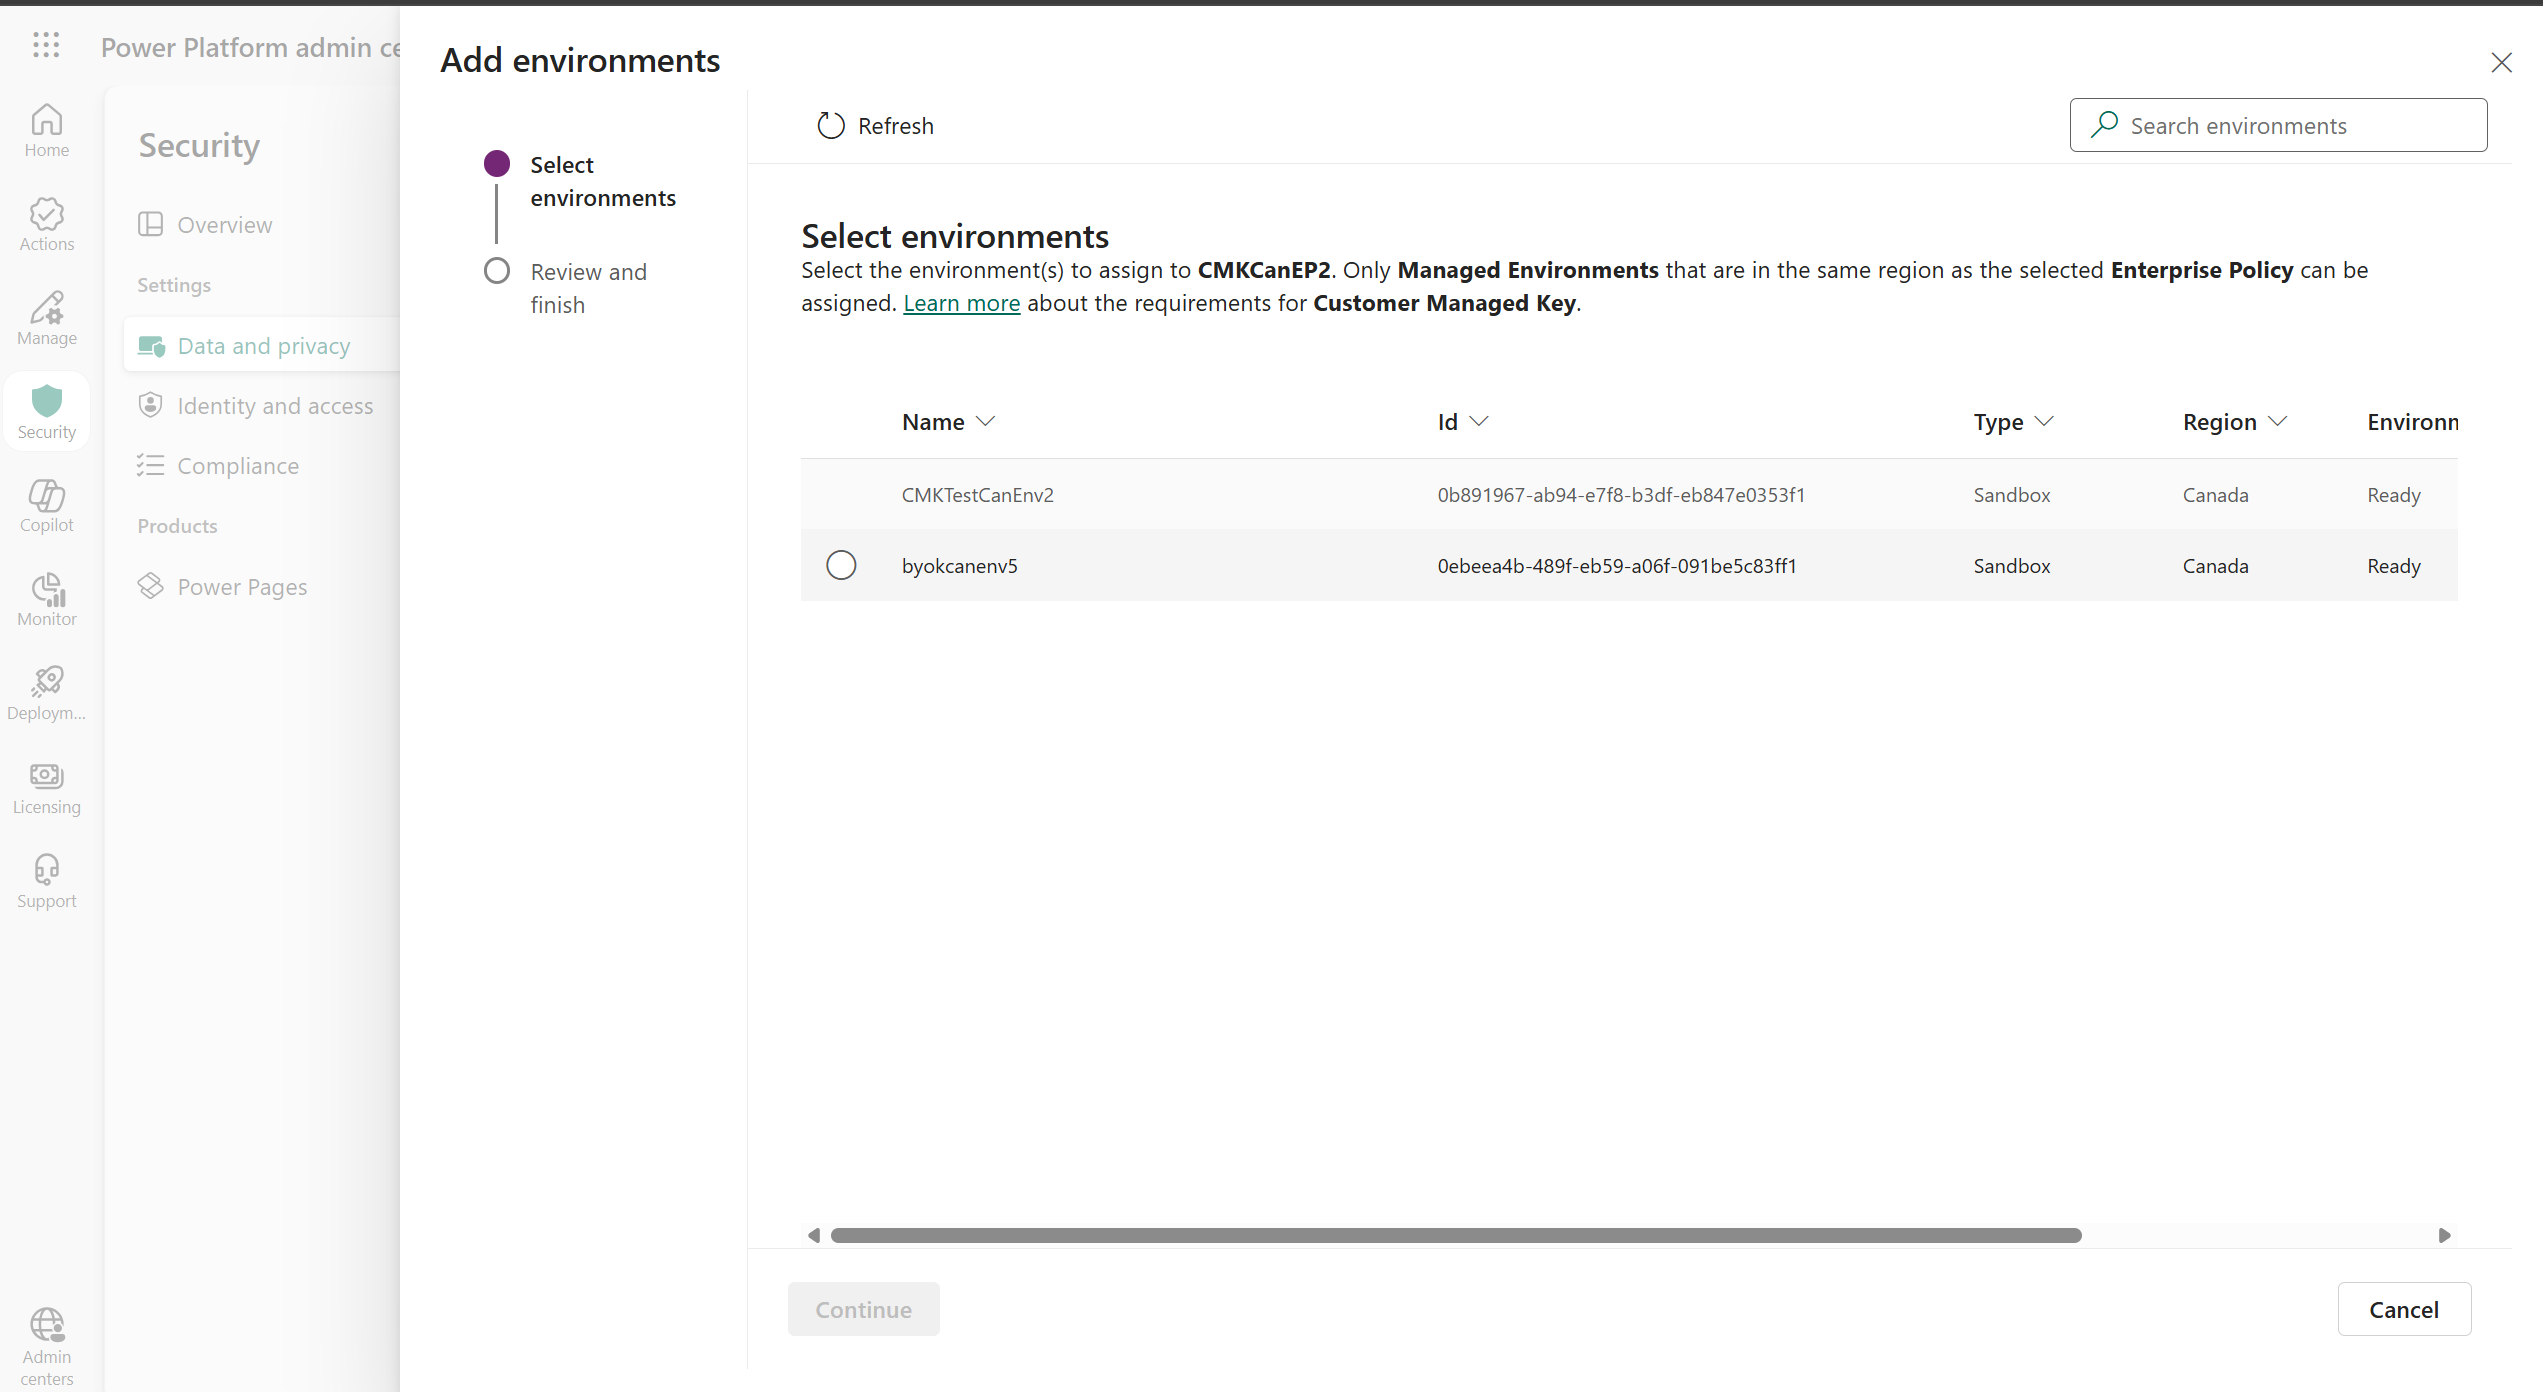 Power Platform admin ce
Home
Actions
Manage
Security
Copilot
Monitor
Deploym...
Licensing
Support
Admin
centers
Security
Overview
Settings
Data and privacy
Identity and access
Compliance
Products
Power Pages
Add environments
Select
environments
Review and
finish
Refresh
Search environments
Select environments
Select the environment(s) to assign to CMKCanEP2. Only Managed Environments that are in the same region as the selected Enterprise Policy can be
assigned. Learn more about the requirements for Customer Managed Key.
Name Id Type Region Environm
CMKTestCanEnv2 0b891967-ab94-e7f8-b3df-eb847e0353f1 Sandbox Canada Ready
byokcanenv5 0ebeea4b-489f-eb59-a06f-091be5c83ff1 Sandbox Canada Ready
Continue
Cancel